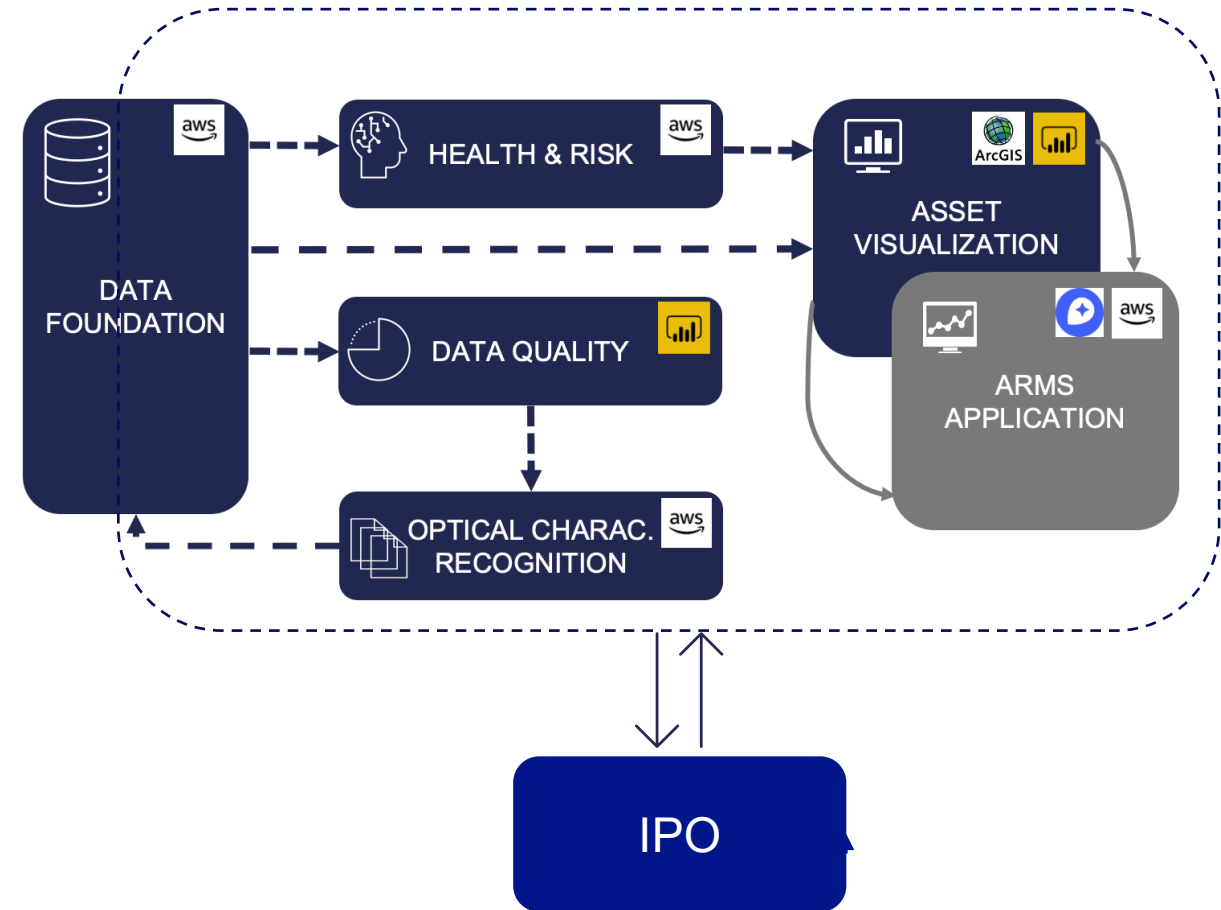 aws
DATA
FOUNDATION
aws
HEALTH & RISK
DATA QUALITY
aws
OPTICAL CHARAC.
RECOGNITION
ArcGIS
ASSET
VISUALIZATION
aws
ARMS
APPLICATION
IPO